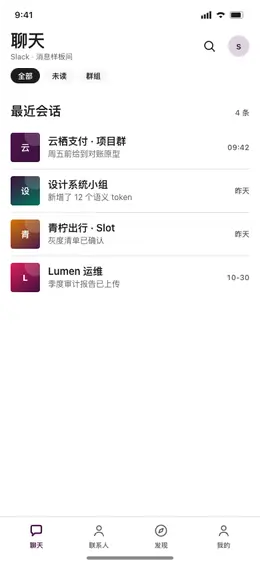 9:41
聊天
Slack · 消息样板间
S
全部 未读 群组
最近会话
4 条
云
云栖支付 · 项目群
周五前给到对账原型
09:42
设
设计系统小组
新增了 12 个语义 token
昨天
青
青柠出行 · Slot
灰度清单已确认
昨天
L
Lumen 运维
季度审计报告已上传
10-30
聊天 联系人 发现 我的